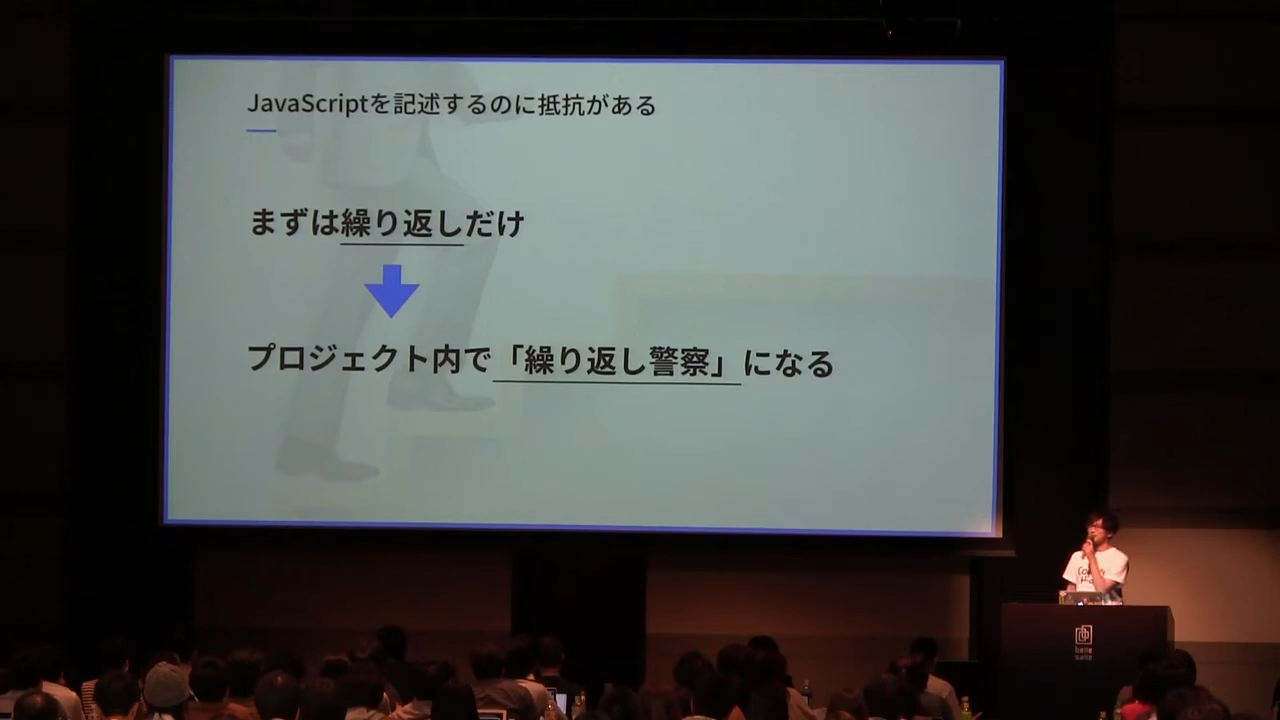 JavaScriptを記述するのに抵抗がある
まずは繰り返しだけ
プロジェクト内で「繰り返し警察」になる
belle
salle